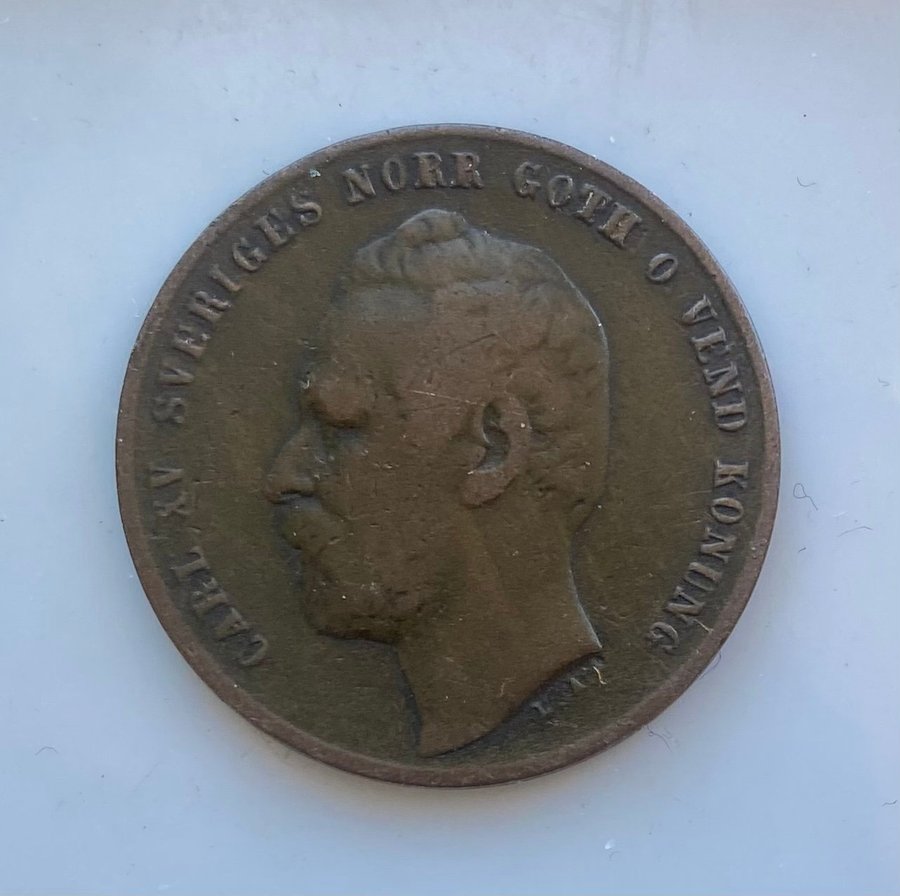 CARL XV SVERIGES NORR GOTH O VEND KONUNG
L. A.